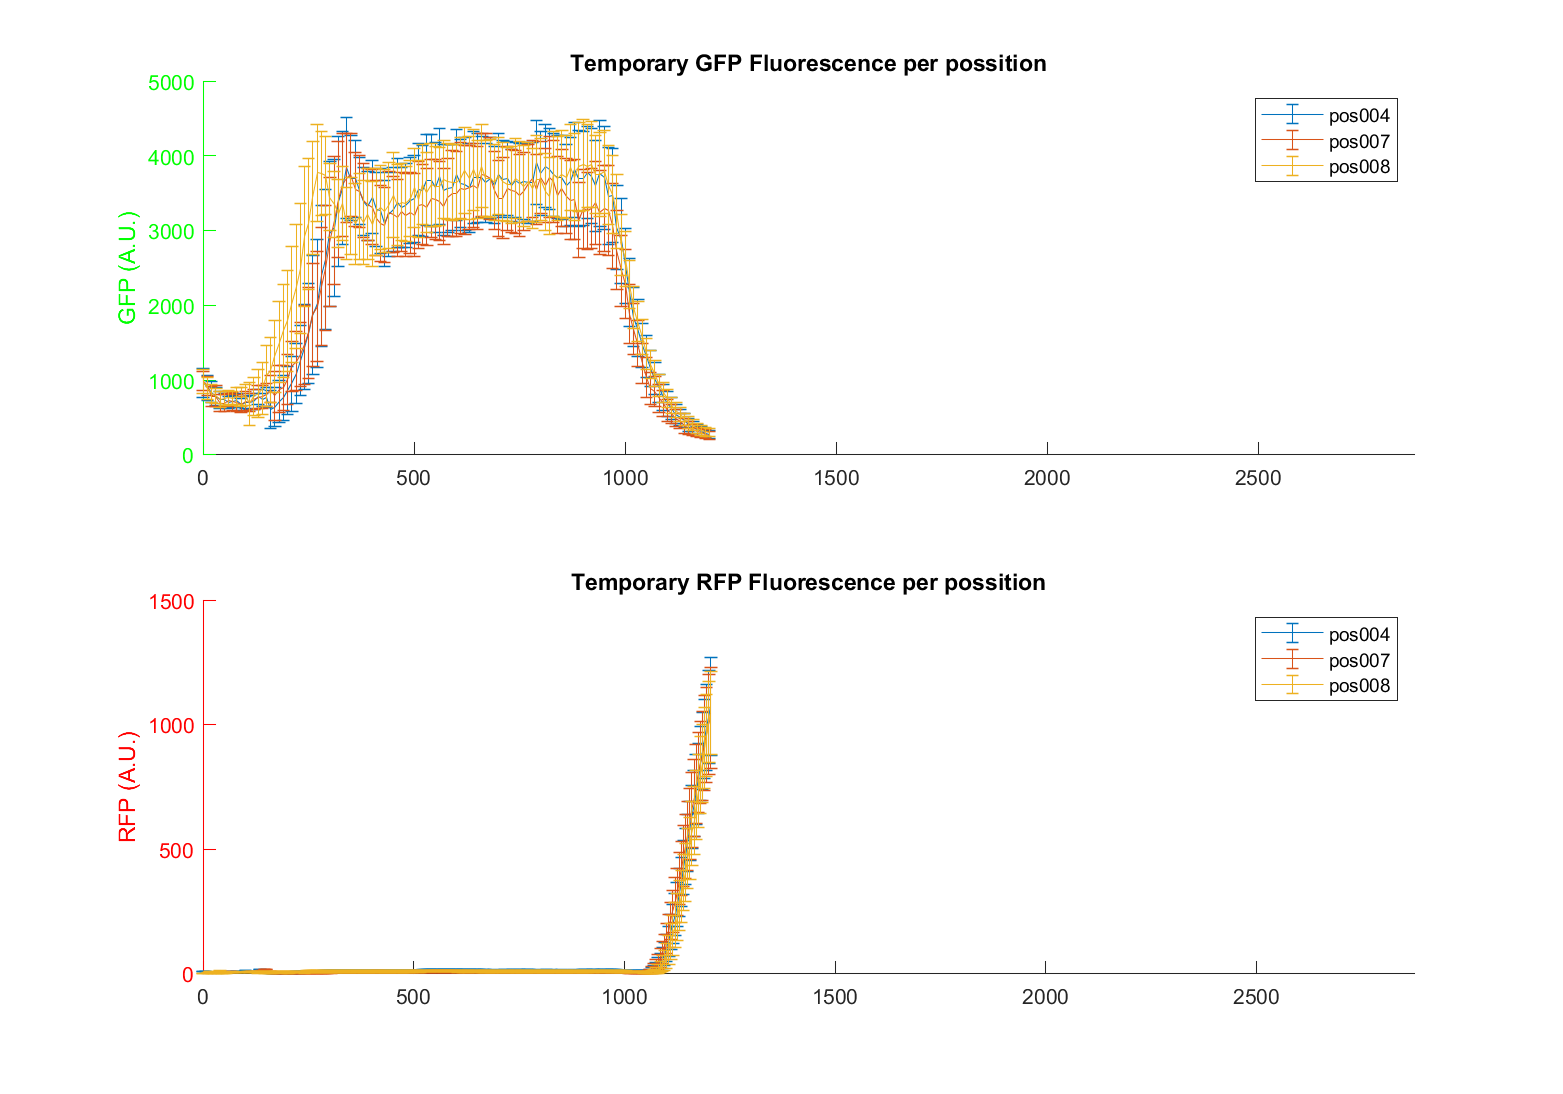 Temporary GFP Fluorescence per possition
5000
4000
3000
2000
1000
0
GFP (A.U.)
0 500 1000 1500 2000 2500
pos004
pos007
pos008
Temporary RFP Fluorescence per possition
1500
1000
500
0
RFP (A.U.)
0 500 1000 1500 2000 2500
pos004
pos007
pos008